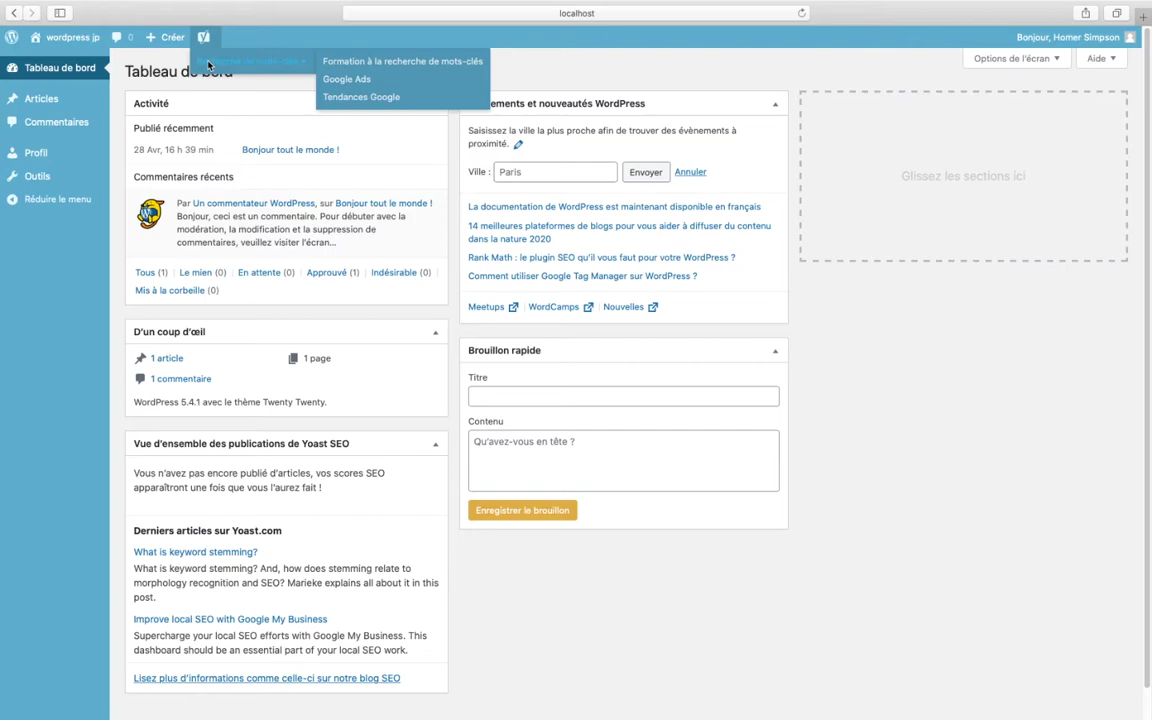 localhost
wordpress jp
0
Créer
Bonjour, Homer Simpson
Formation à la recherche de mots-clés
Google Ads
Tendances Google
Tableau de bord
Articles
Commentaires
Profil
Outils
Réduire le menu
Tableau de bord
Options de l'écran
Aide
Activité
Publié récemment
28 Avr, 16 h 39 min Bonjour tout le monde !
Commentaires récents
Par Un commentateur WordPress, sur Bonjour tout le monde !
Bonjour, ceci est un commentaire. Pour débuter avec la
modération, la modification et la suppression de
commentaires, veuillez visiter l'écran…
Tous (1) | Le mien (0) | En attente (0) | Approuvé (1) | Indésirable (0) |
Mis à la corbeille (0)
D'un coup d'œil
1 article
1 page
1 commentaire
WordPress 5.4.1 avec le thème Twenty Twenty.
Vue d'ensemble des publications de Yoast SEO
Vous n'avez pas encore publié d'articles, vos scores SEO
apparaîtront une fois que vous l'aurez fait !
Derniers articles sur Yoast.com
What is keyword stemming?
What is keyword stemming? And, how does stemming relate to
morphology recognition and SEO? Marieke explains all about it in this
post.
Improve local SEO with Google My Business
Supercharge your local SEO efforts with Google My Business. This
dashboard should be an essential part of your local SEO work.
Lisez plus d'informations comme celle-ci sur notre blog SEO
ements et nouveautés WordPress
Saisissez la ville la plus proche afin de trouver des évènements à
proximité.
Ville : Paris Envoyer Annuler
La documentation de WordPress est maintenant disponible en français
14 meilleures plateformes de blogs pour vous aider à diffuser du contenu
dans la nature 2020
Rank Math : le plugin SEO qu'il vous faut pour votre WordPress ?
Comment utiliser Google Tag Manager sur WordPress ?
Meetups | WordCamps | Nouvelles
Brouillon rapide
Titre
Contenu
Qu'avez-vous en tête ?
Enregistrer le brouillon
Glissez les sections ici